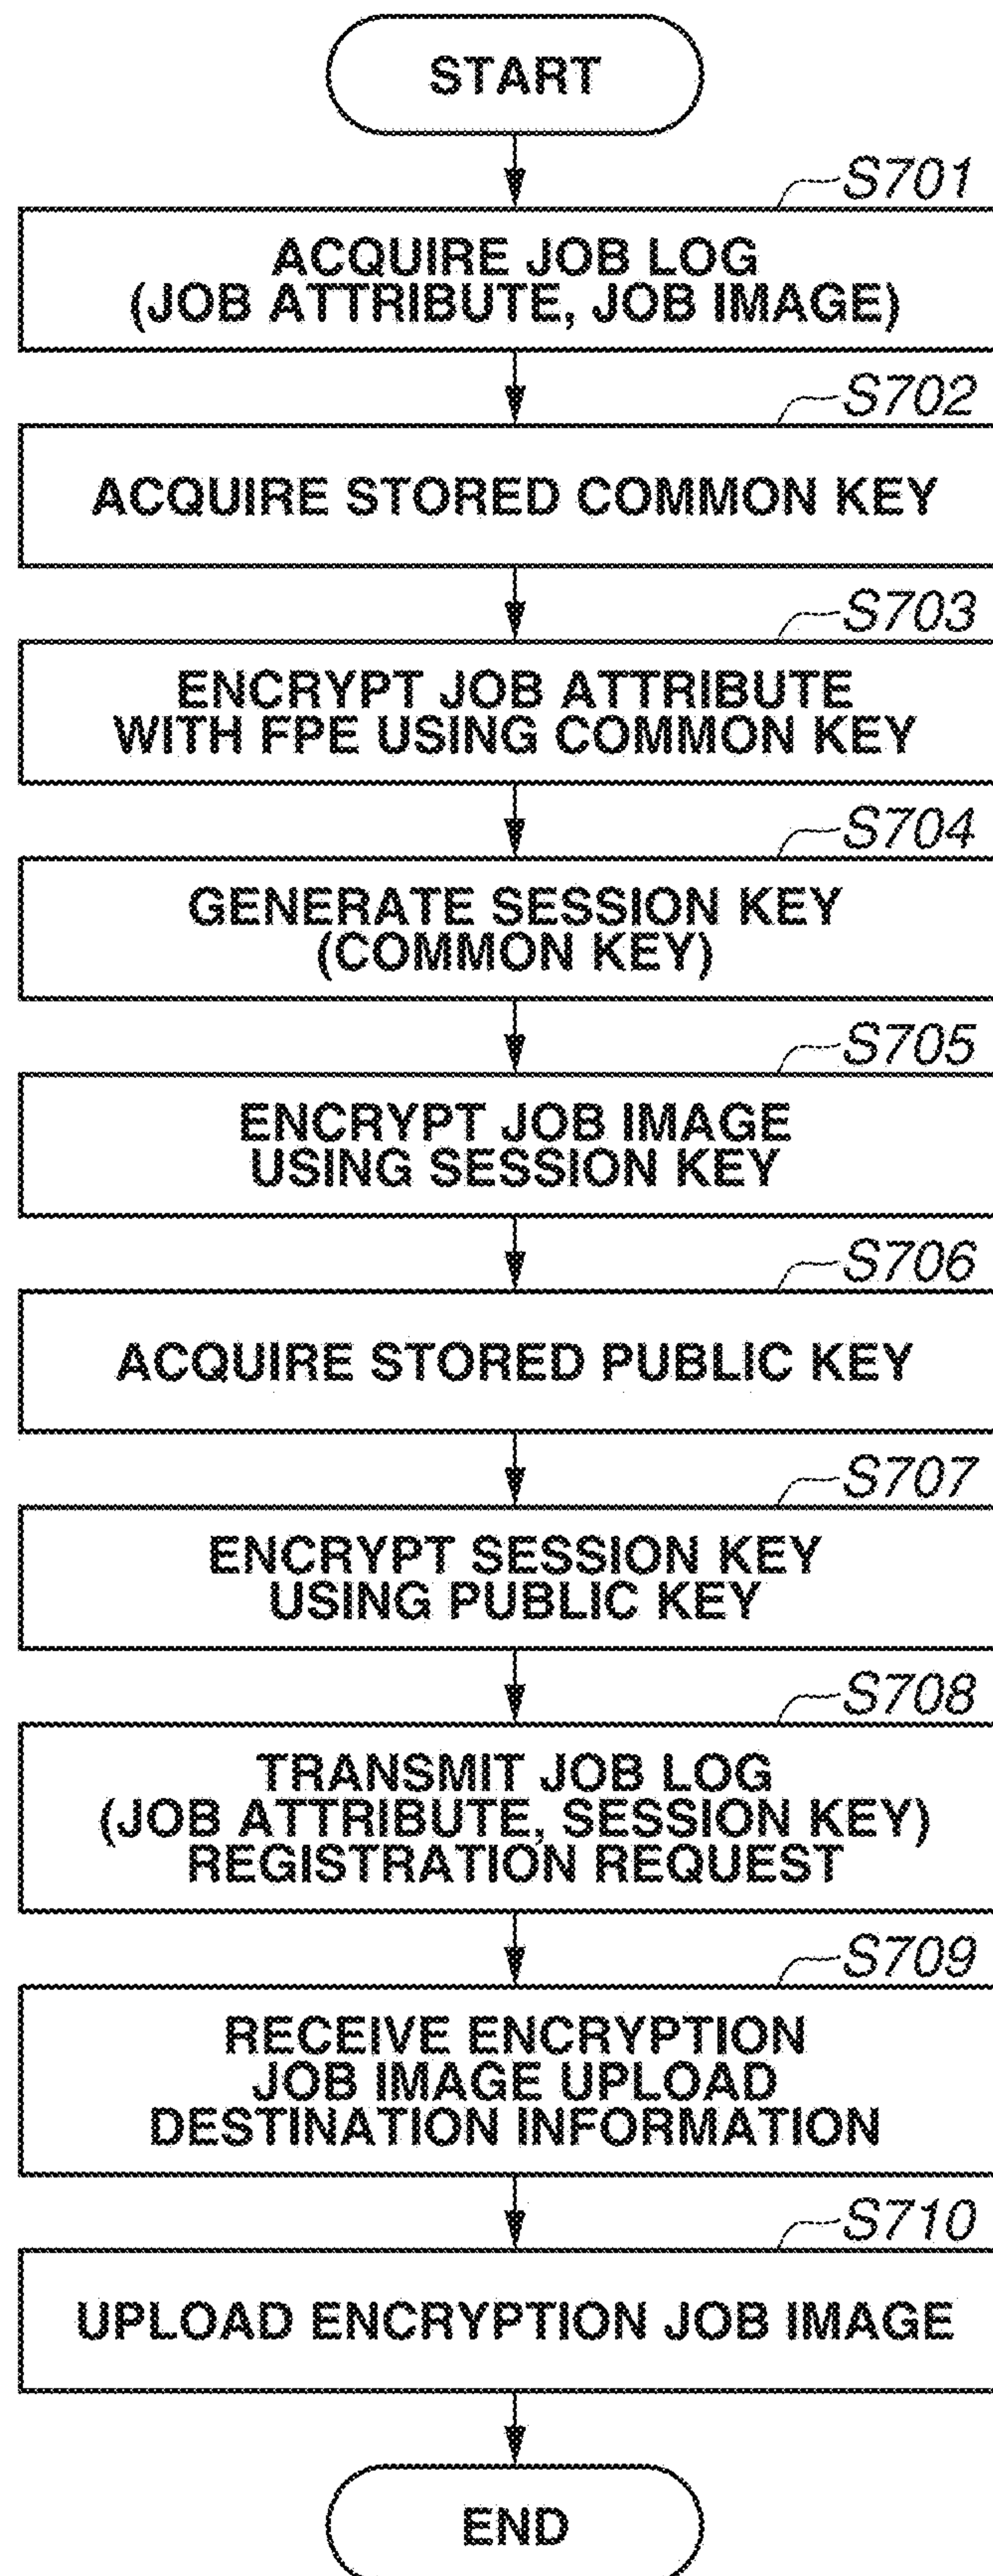 START
S701
ACQUIRE JOB LOG
(JOB ATTRIBUTE, JOB IMAGE)
S702
ACQUIRE STORED COMMON KEY
S703
ENCRYPT JOB ATTRIBUTE
WITH FPE USING COMMON KEY
S704
GENERATE SESSION KEY
(COMMON KEY)
S705
ENCRYPT JOB IMAGE
USING SESSION KEY
S706
ACQUIRE STORED PUBLIC KEY
S707
ENCRYPT SESSION KEY
USING PUBLIC KEY
S708
TRANSMIT JOB LOG
(JOB ATTRIBUTE, SESSION KEY)
REGISTRATION REQUEST
S709
RECEIVE ENCRYPTION
JOB IMAGE UPLOAD
DESTINATION INFORMATION
S710
UPLOAD ENCRYPTION JOB IMAGE
END